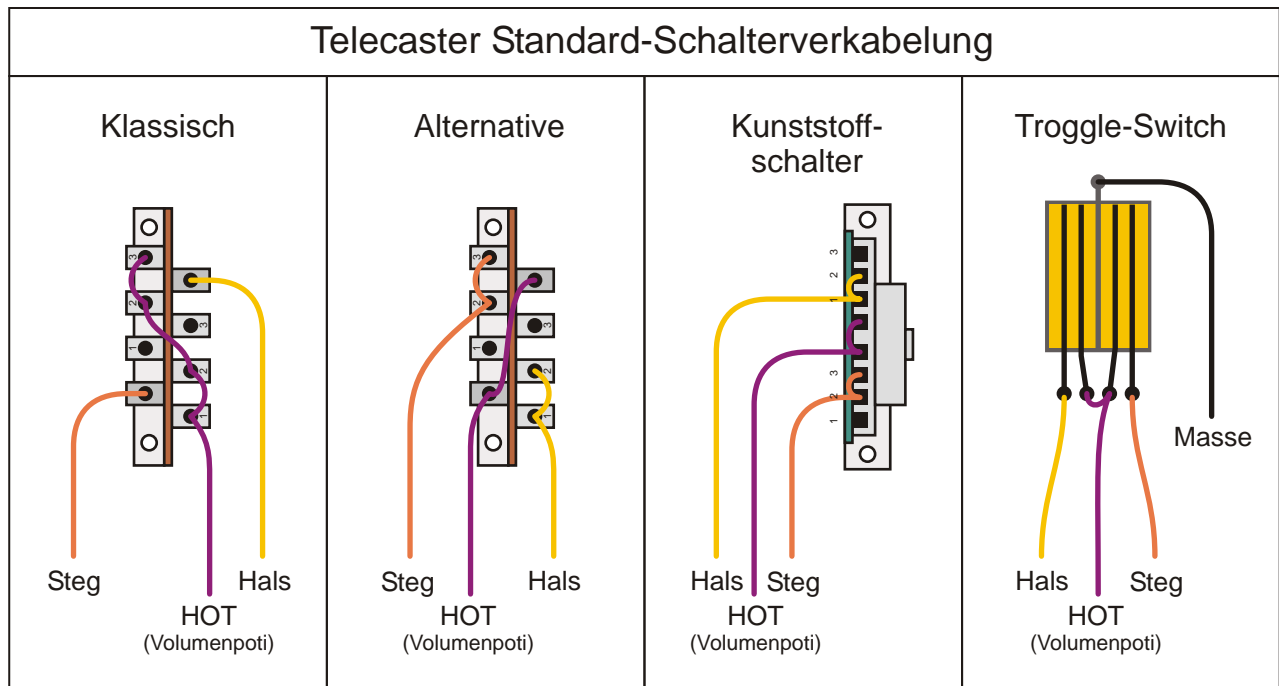 Telecaster Standard-Schalterverkabelung
Klassisch
3
2
1
3
2
1
Steg
Hals
HOT
(Volumenpoti)
Alternative
3
2
1
3
2
1
Steg
Hals
HOT
(Volumenpoti)
Kunststoff-
schalter
3
2
1
3
2
1
Hals Steg
HOT
(Volumenpoti)
Troggle-Switch
Masse
Hals
Steg
HOT
(Volumenpoti)